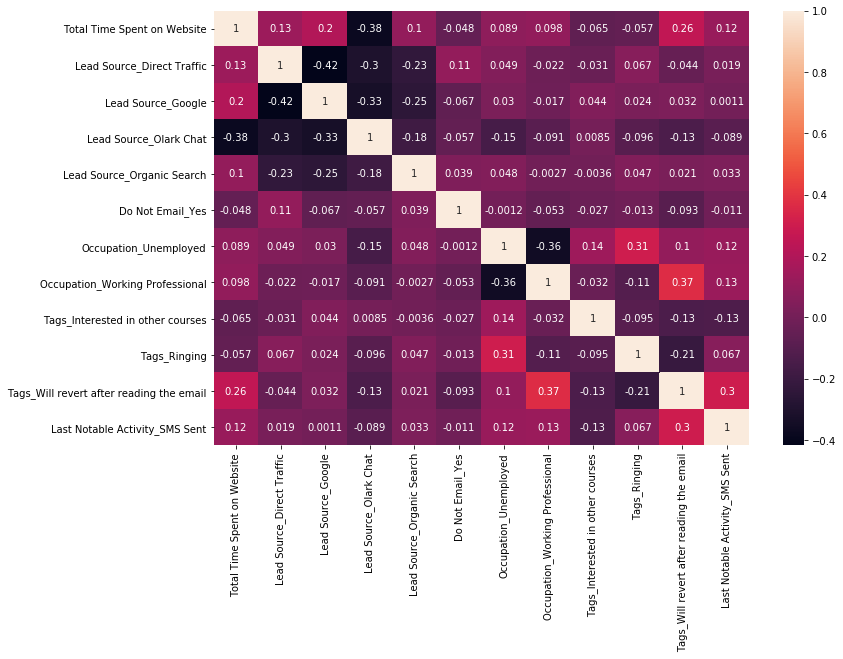 Total Time Spent on Website 1 0.13 0.2 -0.38 0.1 -0.048 0.089 0.098 -0.065 -0.057 0.26 0.12
Lead Source_Direct Traffic 0.13 1 -0.42 -0.3 -0.23 0.11 0.049 -0.022 -0.031 0.067 -0.044 0.019
Lead Source_Google 0.2 -0.42 1 -0.33 -0.25 -0.067 0.03 -0.017 0.044 0.024 0.032 0.0011
Lead Source_Olark Chat -0.38 -0.3 -0.33 1 -0.18 -0.057 -0.15 -0.091 0.0085 -0.096 -0.13 -0.089
Lead Source_Organic Search 0.1 -0.23 -0.25 -0.18 1 0.039 0.048 -0.0027 -0.0036 0.047 0.021 0.033
Do Not Email_Yes -0.048 0.11 -0.067 -0.057 0.039 1 -0.0012 -0.053 -0.027 -0.013 -0.093 -0.011
Occupation_Unemployed 0.089 0.049 0.03 -0.15 0.048 -0.0012 1 -0.36 0.14 0.31 0.1 0.12
Occupation_Working Professional 0.098 -0.022 -0.017 -0.091 -0.0027 -0.053 -0.36 1 -0.032 -0.11 0.37 0.13
Tags_Interested in other courses -0.065 -0.031 0.044 0.0085 -0.0036 -0.027 0.14 -0.032 1 -0.095 -0.13 -0.13
Tags_Ringing -0.057 0.067 0.024 -0.096 0.047 -0.013 0.31 -0.11 -0.095 1 -0.21 0.067
Tags_Will revert after reading the email 0.26 -0.044 0.032 -0.13 0.021 -0.093 0.1 0.37 -0.13 -0.21 1 0.3
Last Notable Activity_SMS Sent 0.12 0.019 0.0011 -0.089 0.033 -0.011 0.12 0.13 -0.13 0.067 0.3 1
Total Time Spent on Website
Lead Source_Direct Traffic
Lead Source_Google
Lead Source_Olark Chat
Lead Source_Organic Search
Do Not Email_Yes
Occupation_Unemployed
Occupation_Working Professional
Tags_Interested in other courses
Tags_Ringing
Tags_Will revert after reading the email
Last Notable Activity_SMS Sent
1.0
0.8
0.6
0.4
0.2
0.0
−0.2
−0.4